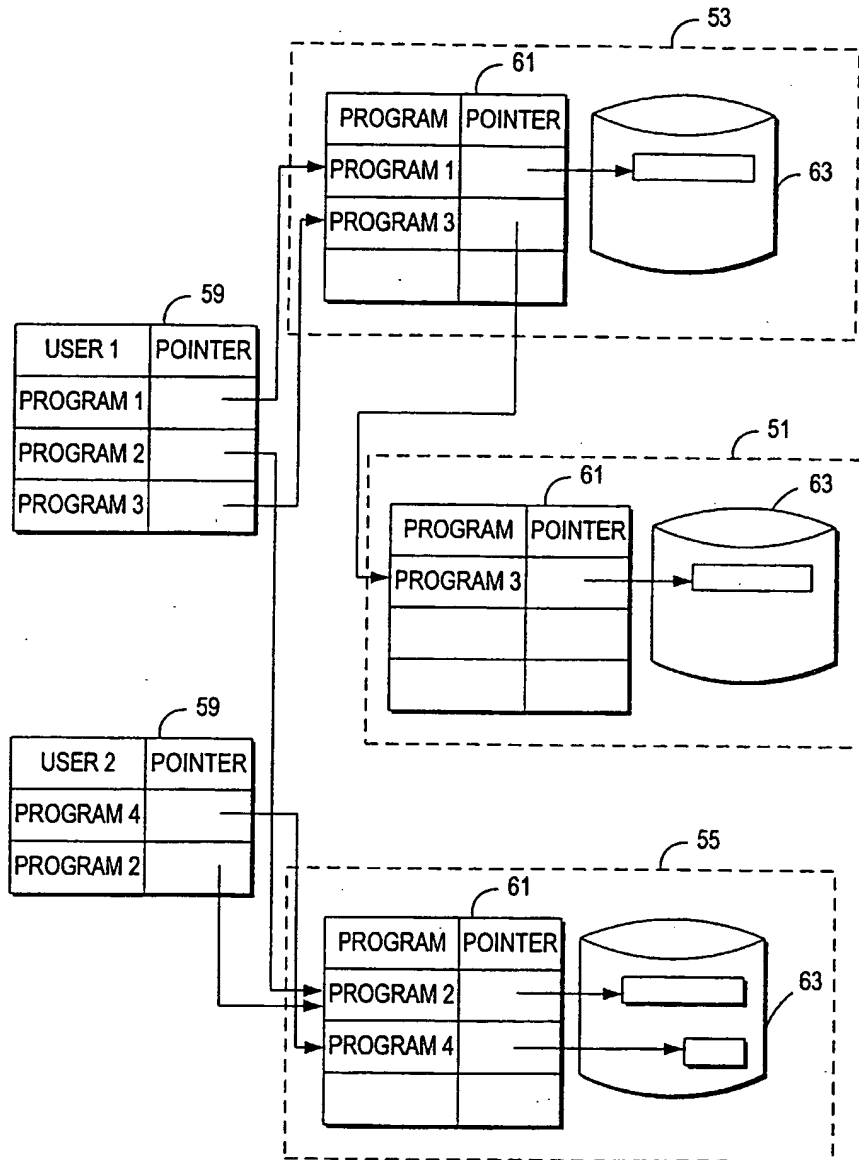 53
61
PROGRAM POINTER
PROGRAM 1
PROGRAM 3
63
59
USER 1 POINTER
PROGRAM 1
PROGRAM 2
PROGRAM 3
51
61
63
PROGRAM POINTER
PROGRAM 3
59
USER 2 POINTER
PROGRAM 4
PROGRAM 2
55
61
PROGRAM POINTER
PROGRAM 2
PROGRAM 4
63